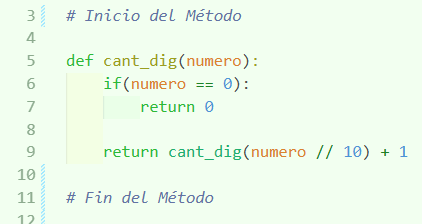 3 # Inicio del Método
4
5 def cant_dig(numero):
6 if(numero == 0):
7 return 0
8
9 return cant_dig(numero // 10) + 1
10
11 # Fin del Método
12